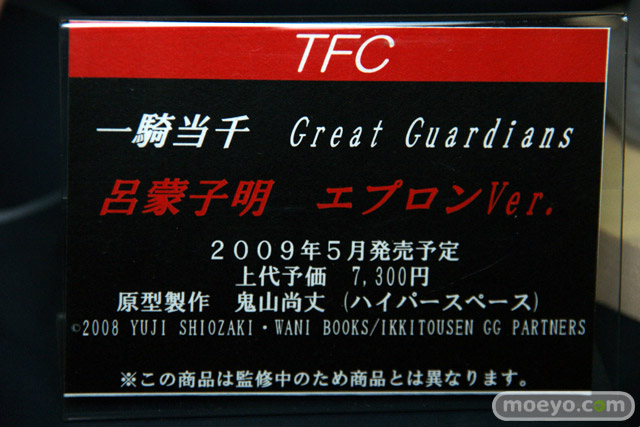 TFC
一騎当千　Great Guardians
呂蒙子明　エプロンVer.
２００９年５月発売予定
上代予価　7,300円
原型製作　鬼山尚丈（ハイパースペース）
©2008 YUJI SHIOZAKI・WANI BOOKS/IKKITOUSEN GG PARTNERS
※この商品は監修中のため商品とは異なります。
moeyo.com